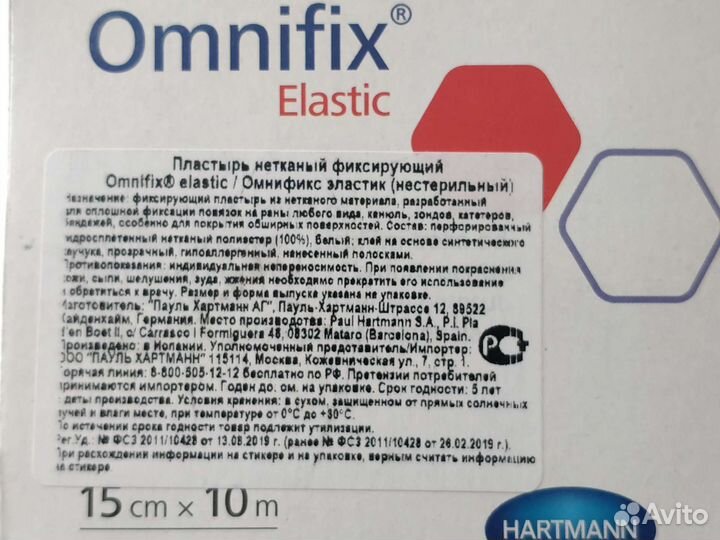 Omnifix®
Elastic
Пластырь нетканый фиксирующий
Omnifix® elastic / Омнификс эластик (нестерильный)
Назначение: фиксирующий пластырь из нетканого материала, разработанный
для сплошной фиксации повязок на раны любого вида, канюль, зондов, катетеров,
бандажей, особенно для покрытия обширных поверхностей. Состав: перфорированный
гидросплетенный нетканый полиэстер (100%), белый; клей на основе синтетического
каучука, прозрачный, гипоаллергенный, нанесенный полосками.
Противопоказания: индивидуальная непереносимость. При появлении покраснения
кожи, сыпи, шелушения, зуда, жжения необходимо прекратить его использование
и обратиться к врачу. Размер и форма выпуска указана на упаковке.
Изготовитель: "Пауль Хартманн АГ", Пауль-Хартманн-Штрассе 12, 89522
Хайденхайм, Германия. Место производства: Paul Hartmann S.A., P.I. Pla
d'en Boet II, c/ Carrasco i Formiguera 48, 08302 Mataro (Barcelona), Spain.
Произведено: в Испании. Уполномоченный представитель/Импортер:
ООО "ПАУЛЬ ХАРТМАНН" 115114, Москва, Кожевническая ул., 7, стр. 1.
Горячая линия: 8-800-505-12-12 бесплатно по РФ. Претензии потребителей
принимаются импортером. Годен до: см. на упаковке. Срок годности: 5 лет
с даты производства. Условия хранения: в сухом, защищенном от прямых солнечных
лучей и влаги месте, при температуре от 0°С до +30°С.
По истечении срока годности товар подлежит утилизации.
Рег.Уд.: № ФСЗ 2011/10428 от 13.08.2019 г. (ранее № ФСЗ 2011/10428 от 26.02.2019 г.).
При расхождении информации на стикере и на упаковке, верным считать информацию
на стикере.
15 cm × 10 m
HARTMANN
Avito